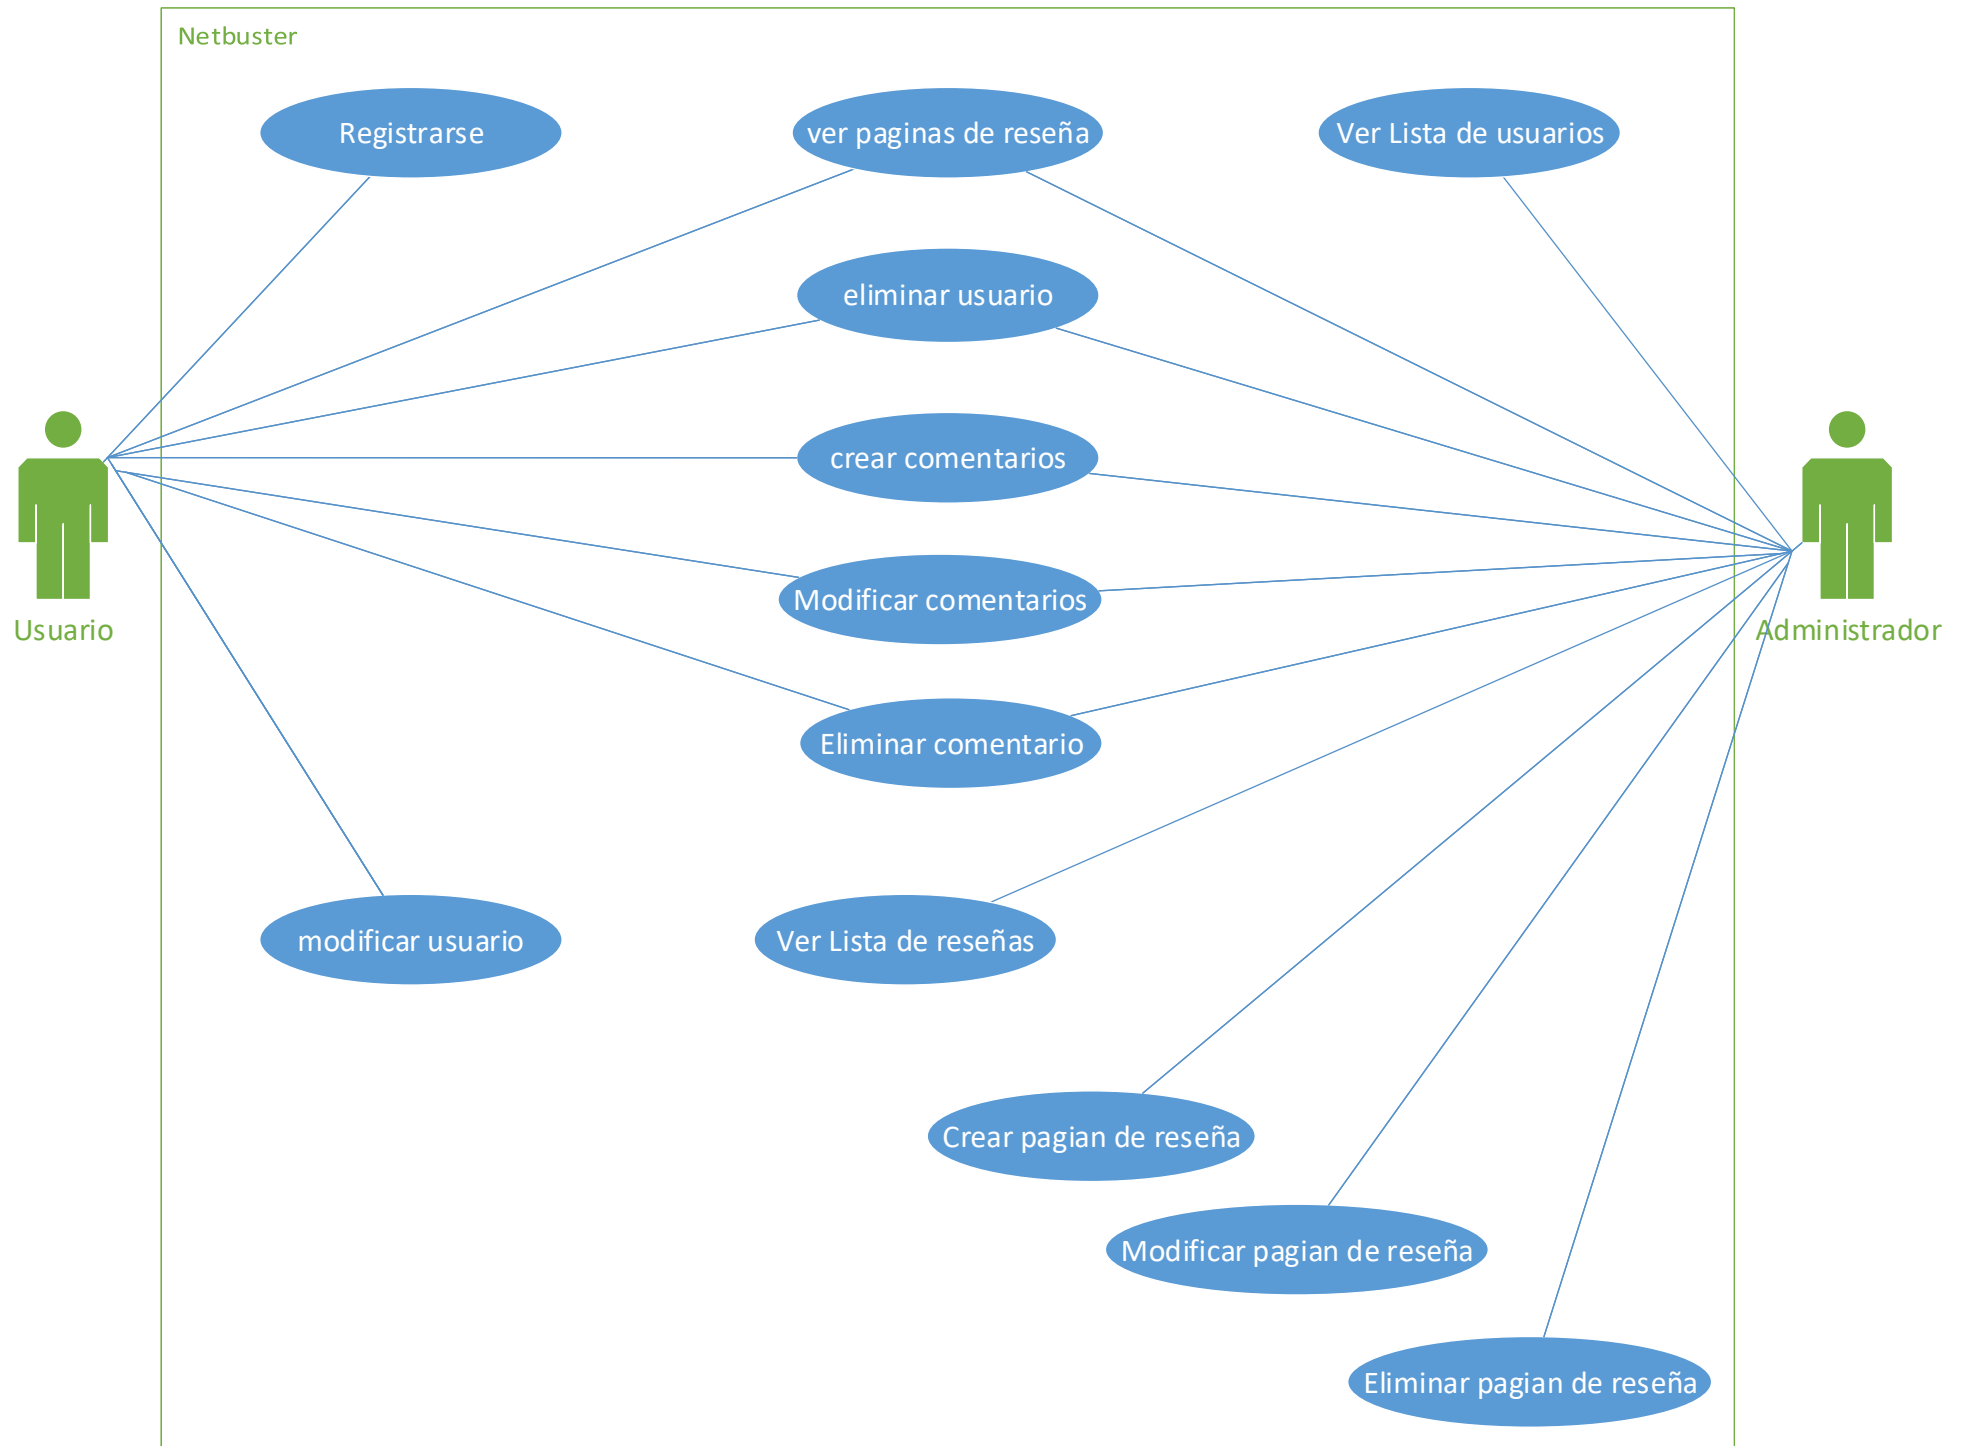 Netbuster
Registrarse
ver paginas de reseña
Ver Lista de usuarios
eliminar usuario
crear comentarios
Modificar comentarios
Usuario
Administrador
Eliminar comentario
modificar usuario
Ver Lista de reseñas
Crear pagian de reseña
Modificar pagian de reseña
Eliminar pagian de reseña